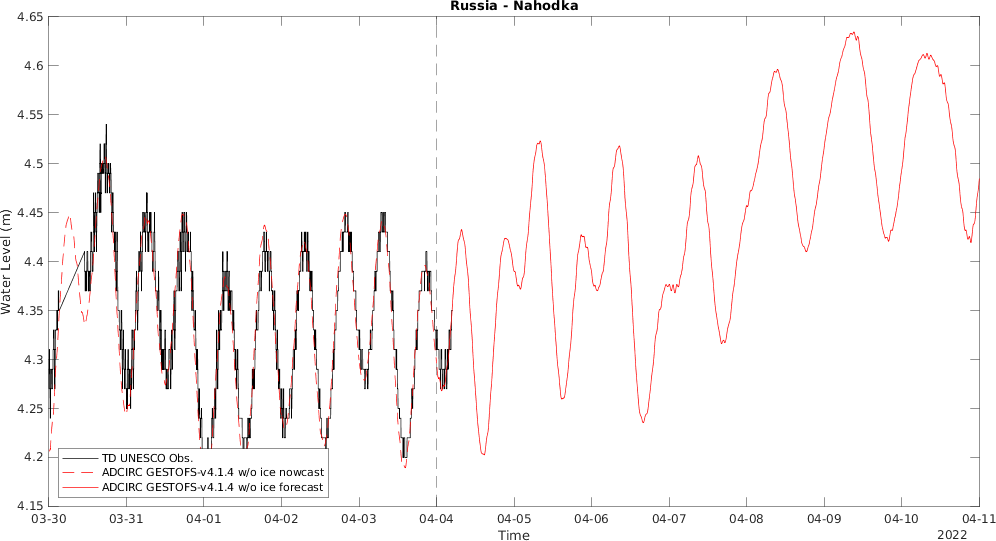 Russia - Nahodka
4.65
4.6
4.55
4.5
4.45
4.4
4.35
4.3
4.25
4.2
4.15
Water Level (m)
TD UNESCO Obs.
ADCIRC GESTOFS-v4.1.4 w/o ice nowcast
ADCIRC GESTOFS-v4.1.4 w/o ice forecast
03-30 03-31 04-01 04-02 04-03 04-04 04-05 04-06 04-07 04-08 04-09 04-10 04-11
Time
2022